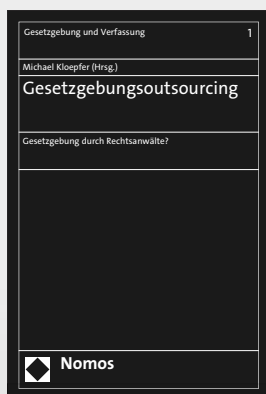 Gesetzgebung und Verfassung 1
Michael Kloepfer (Hrsg.)
Gesetzgebungsoutsourcing
Gesetzgebung durch Rechtsanwälte?
Nomos